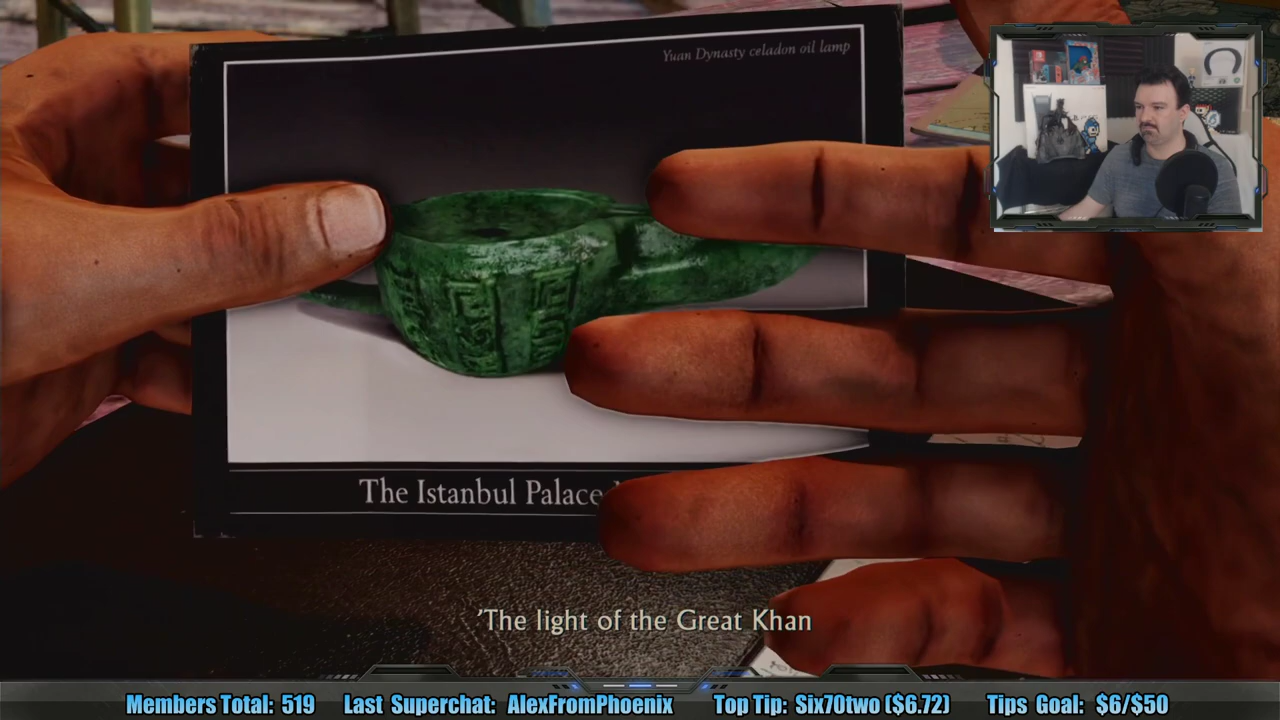 Yuan Dynasty celadon oil lamp
The Istanbul Palace
'The light of the Great Khan
Members Total: 519 Last Superchat: AlexFromPhoenix Top Tip: Six70two ($6.72) Tips Goal: $6/$50